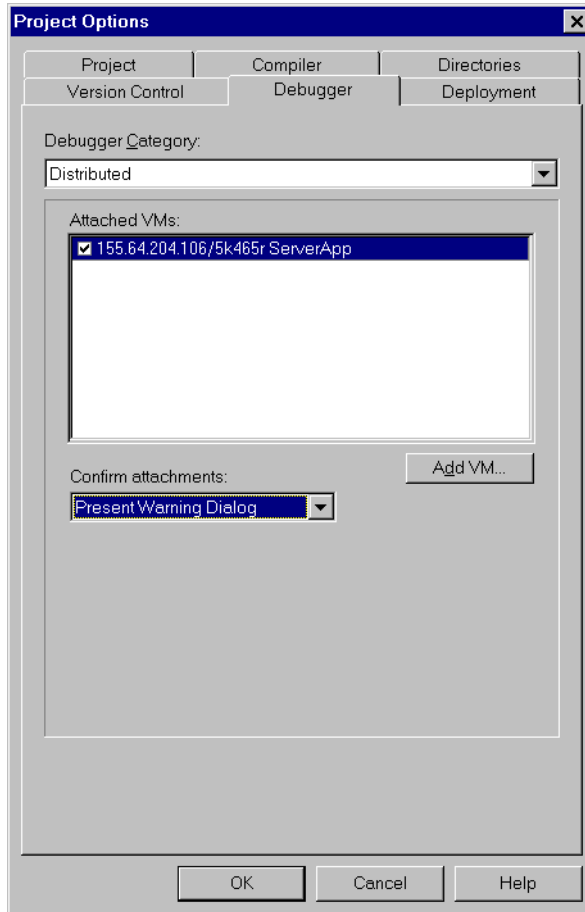 Project Options
Project Compiler Directories
Version Control Debugger Deployment
Debugger Category:
Distributed
Attached VMs:
155.64.204.106/5k465r ServerApp
Add VM...
Confirm attachments:
Present Warning Dialog
OK Cancel Help